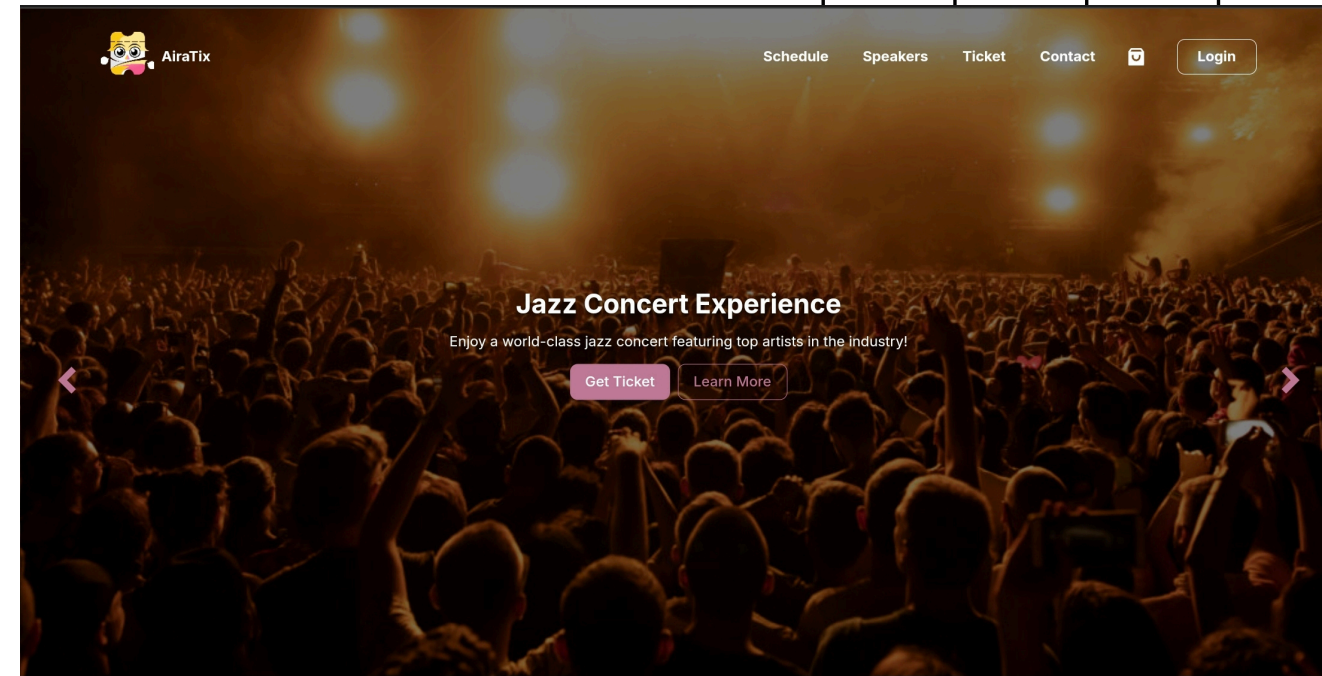 AiraTix
Schedule Speakers Ticket Contact Login
Jazz Concert Experience
Enjoy a world-class jazz concert featuring top artists in the industry!
Get Ticket Learn More